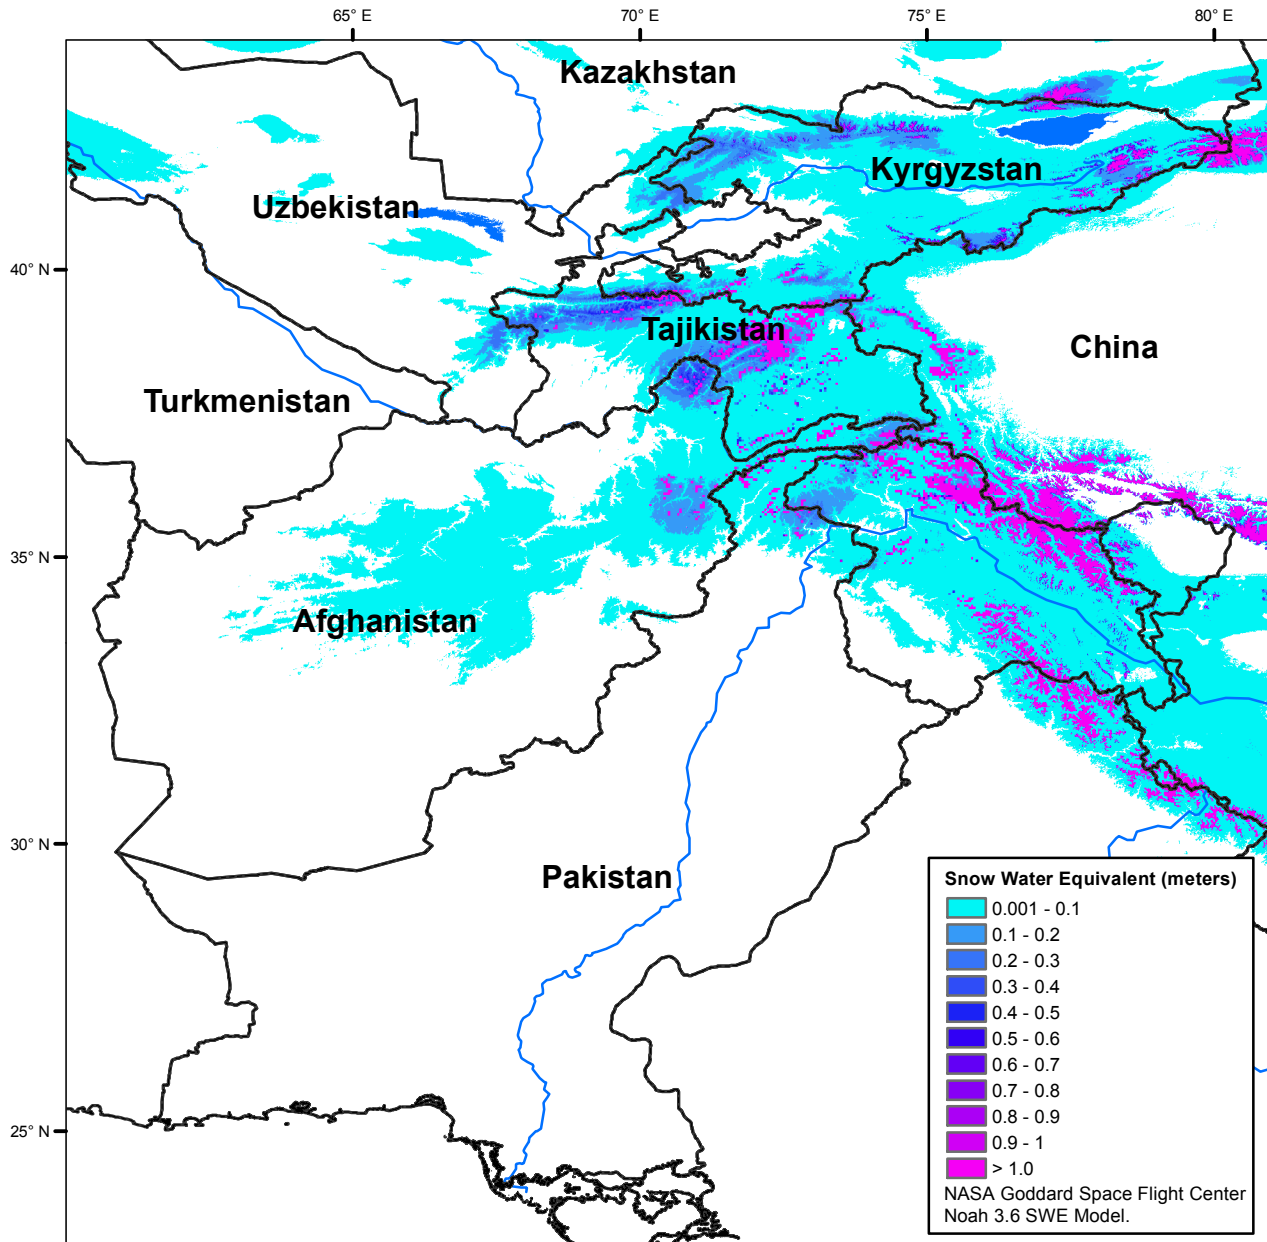 65° E
70° E
75° E
80° E
Kazakhstan
Kyrgyzstan
Uzbekistan
40° N
Tajikistan
China
Turkmenistan
35° N
Afghanistan
30° N
Pakistan
25° N
Snow Water Equivalent (meters)
0.001 - 0.1
0.1 - 0.2
0.2 - 0.3
0.3 - 0.4
0.4 - 0.5
0.5 - 0.6
0.6 - 0.7
0.7 - 0.8
0.8 - 0.9
0.9 - 1
> 1.0
NASA Goddard Space Flight Center
Noah 3.6 SWE Model.